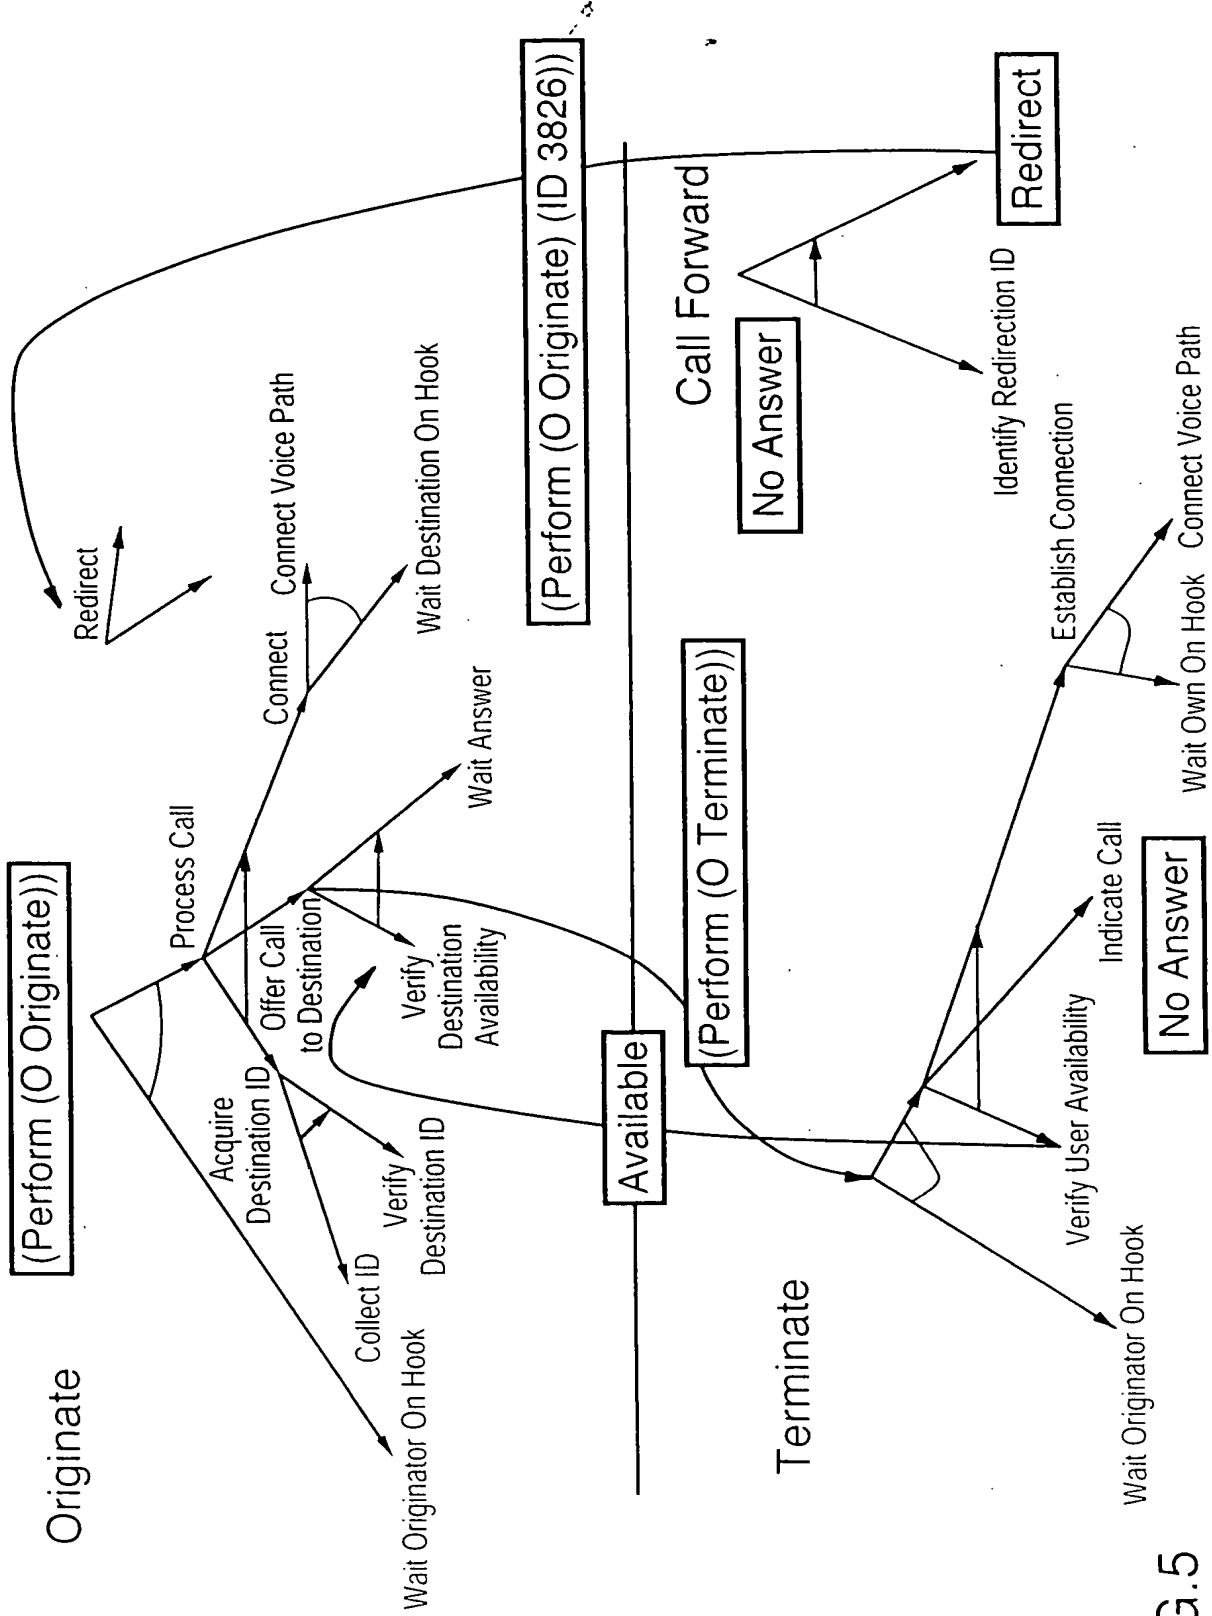 Originate
(Perform (O Originate))
Process Call
Redirect
Acquire
Destination ID
Offer Call
to Destination
Connect
Connect Voice Path
Collect ID
Verify
Destination ID
Verify
Destination
Availability
Wait Answer
Wait Destination On Hook
Wait Originator On Hook
(Perform (O Originate) (ID 3826))
Available
Terminate
(Perform (O Terminate))
Call Forward
No Answer
Identify Redirection ID
Redirect
Verify User Availability
Indicate Call
Establish Connection
Wait Originator On Hook
No Answer
Wait Own On Hook
Connect Voice Path
G.5